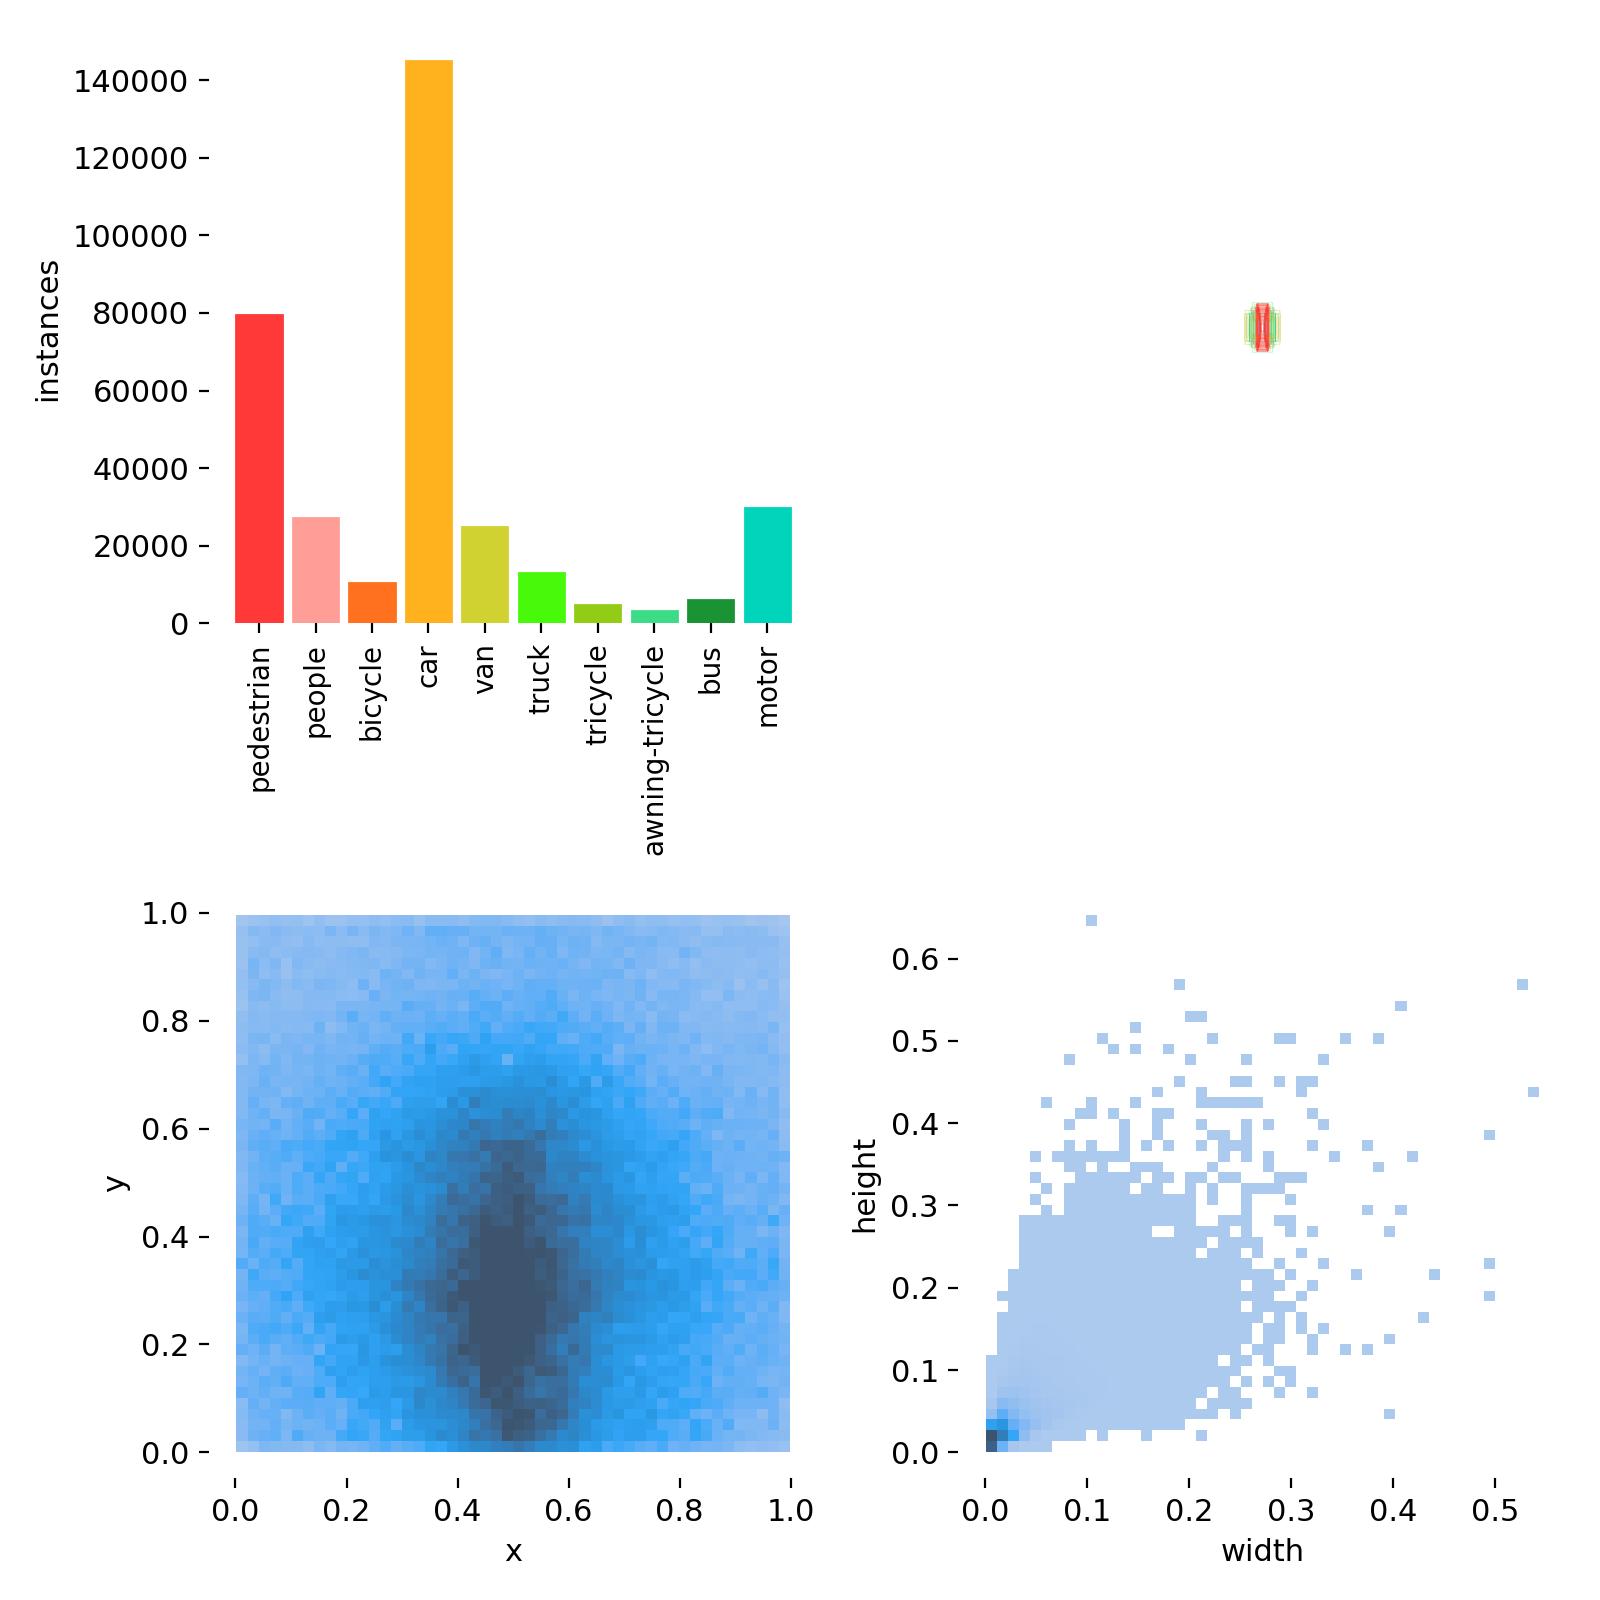 140000
120000
100000
80000
60000
40000
20000
0
instances
pedestrian
people
bicycle
car
van
truck
tricycle
awning-tricycle
bus
motor
1.0
0.8
0.6
0.4
0.2
0.0
y
0.0 0.2 0.4 0.6 0.8 1.0
x
0.6
0.5
0.4
0.3
0.2
0.1
0.0
height
0.0 0.1 0.2 0.3 0.4 0.5
width